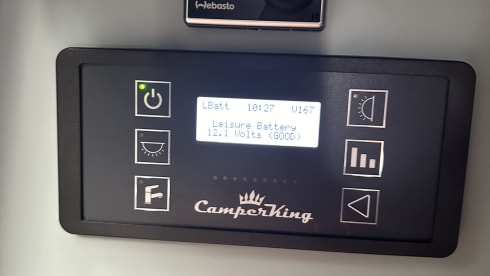 Webasto
LBatt 10:27 V167
Leisure Battery
12.1 Volts (GOOD)
CamperKing